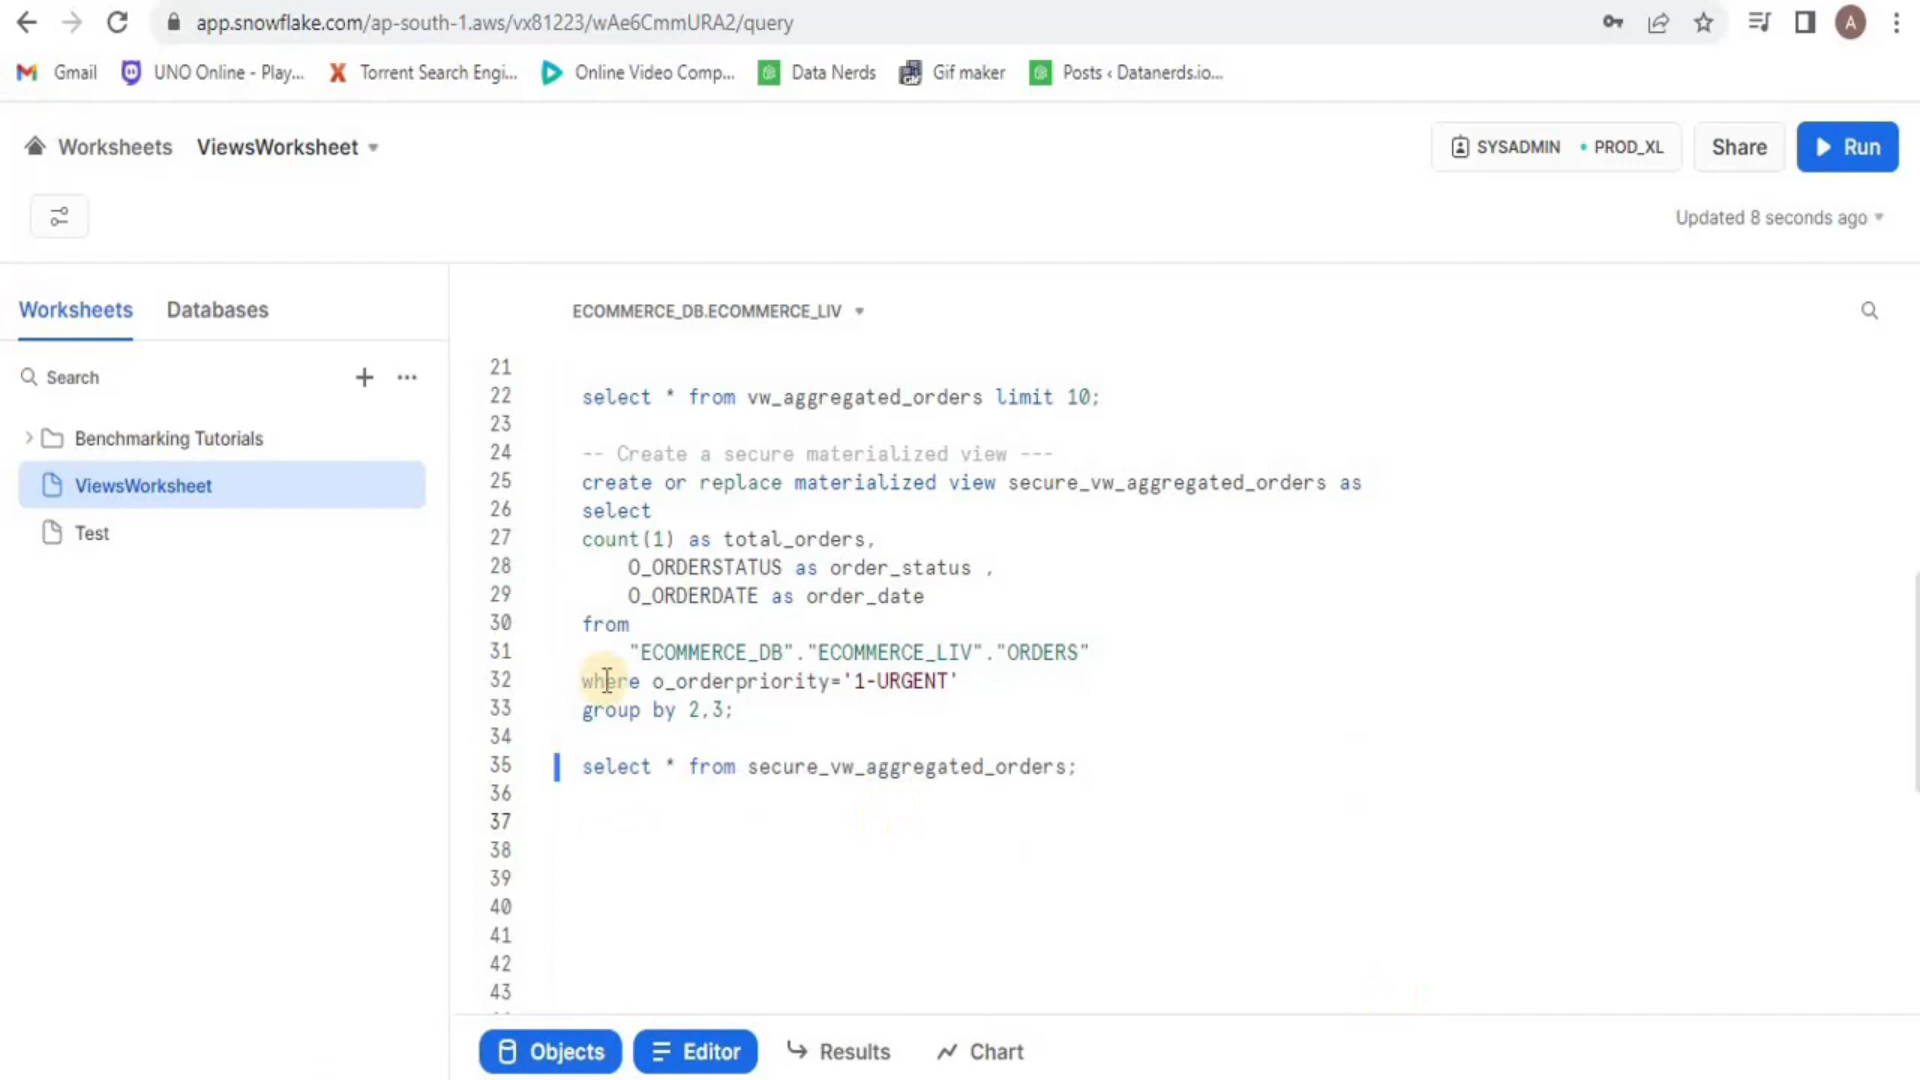 app.snowflake.com/ap-south-1.aws/vx81223/wAe6CmmURA2/query
A
Gmail
UNO Online - Play...
Torrent Search Engi...
Online Video Comp...
Data Nerds
Gif maker
Posts ‹ Datanerds.io...
Worksheets ViewsWorksheet
SYSADMIN • PROD_XL
Share
Run
Updated 8 seconds ago
Worksheets Databases
ECOMMERCE_DB.ECOMMERCE_LIV
Search
Benchmarking Tutorials
ViewsWorksheet
Test
21
22 select * from vw_aggregated_orders limit 10;
23
24 -- Create a secure materialized view ---
25 create or replace materialized view secure_vw_aggregated_orders as
26 select
27 count(1) as total_orders,
28 O_ORDERSTATUS as order_status ,
29 O_ORDERDATE as order_date
30 from
31 "ECOMMERCE_DB"."ECOMMERCE_LIV"."ORDERS"
32 where o_orderpriority='1-URGENT'
33 group by 2,3;
34
35 select * from secure_vw_aggregated_orders;
36
37
38
39
40
41
42
43
Objects Editor Results Chart